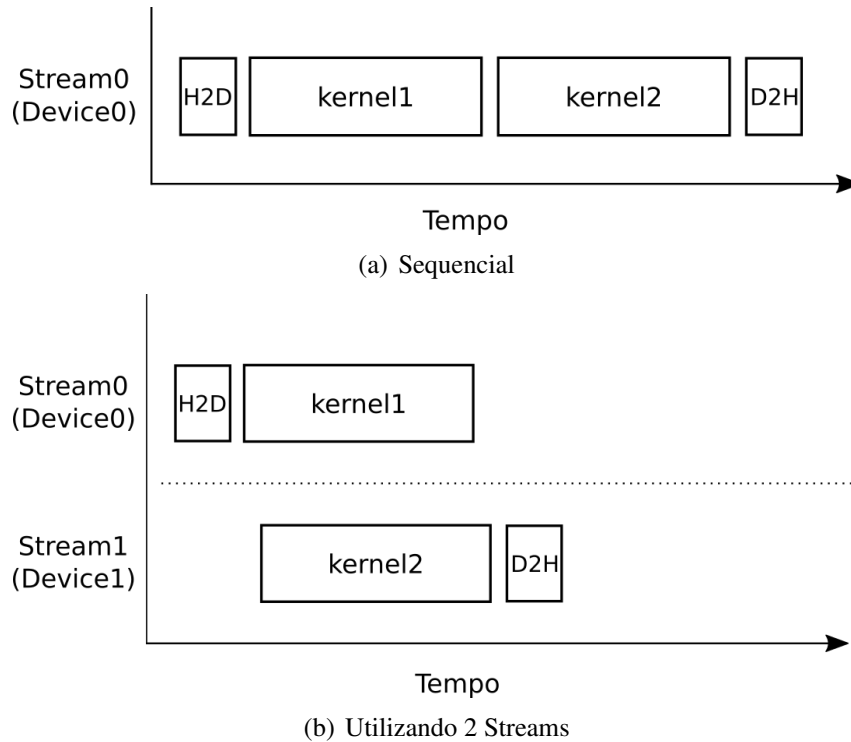 Stream0
(Device0)
H2D
kernel1
kernel2
D2H
Tempo
(a) Sequencial
Stream0
(Device0)
H2D
kernel1
Stream1
(Device1)
kernel2
D2H
Tempo
(b) Utilizando 2 Streams